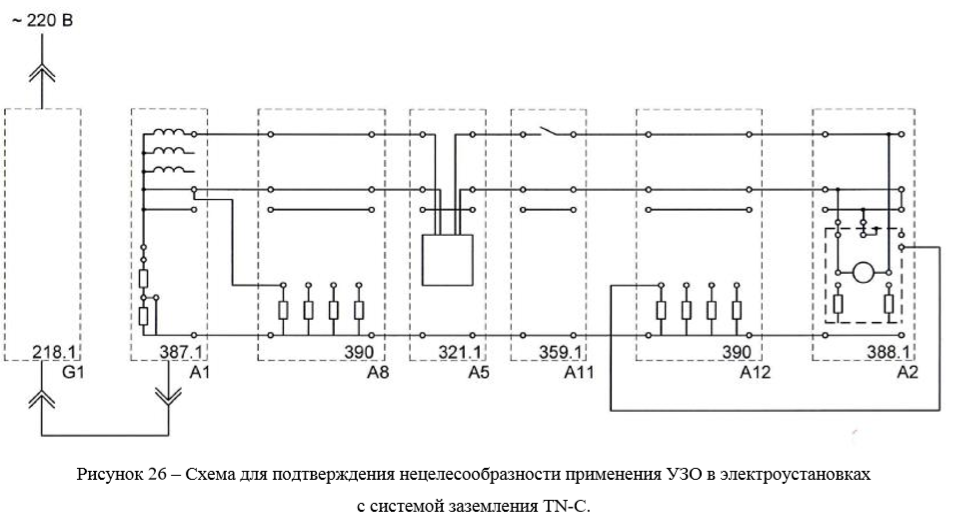 ~ 220 В
218.1
387.1
390
321.1
359.1
390
388.1
G1
A1
A8
A5
A11
A12
A2
Рисунок 26 – Схема для подтверждения нецелесообразности применения УЗО в электроустановках
с системой заземления TN-C.